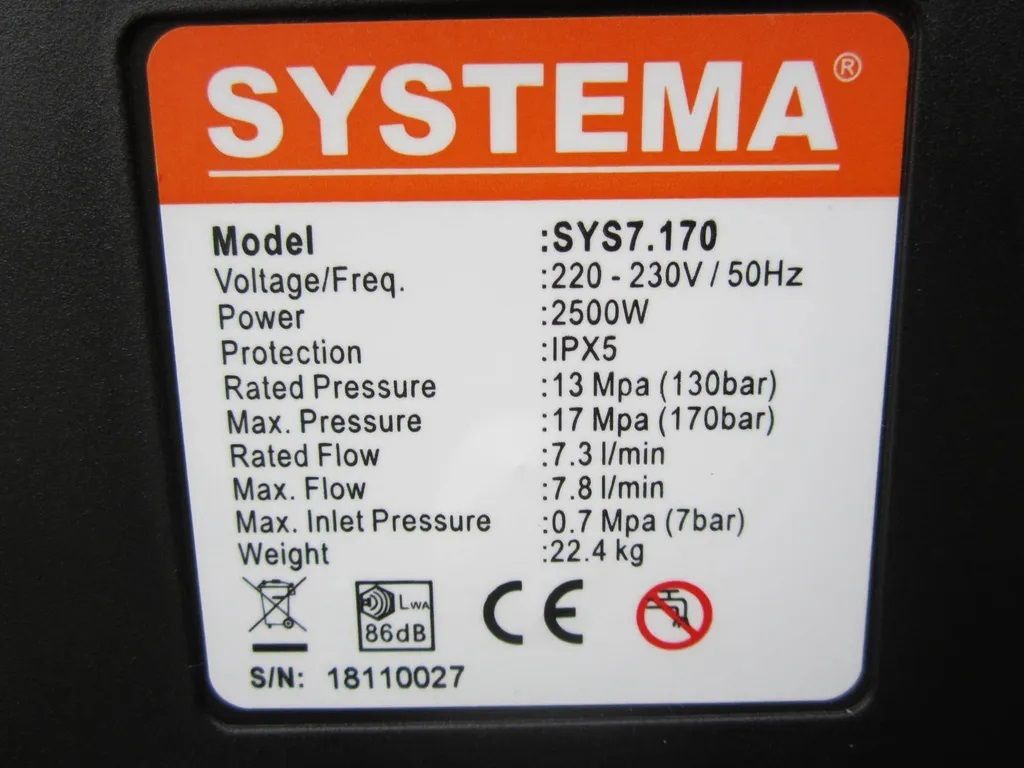 SYSTEMA®
Model :SYS7.170
Voltage/Freq. :220 - 230V / 50Hz
Power :2500W
Protection :IPX5
Rated Pressure :13 Mpa (130bar)
Max. Pressure :17 Mpa (170bar)
Rated Flow :7.3 l/min
Max. Flow :7.8 l/min
Max. Inlet Pressure :0.7 Mpa (7bar)
Weight :22.4 kg
LWA
86dB
CE
S/N: 18110027